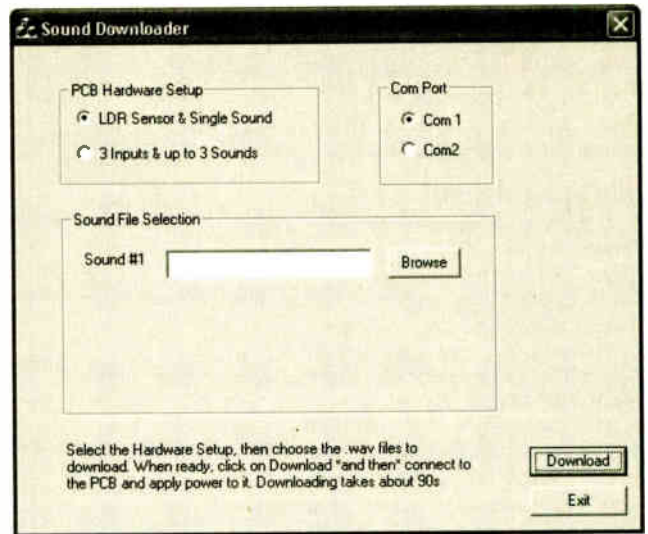 Sound Downloader
PCB Hardware Setup
LDR Sensor & Single Sound
3 Inputs & up to 3 Sounds
Com Port
Com 1
Com2
Sound File Selection
Sound #1
Browse
Select the Hardware Setup, then choose the .wav files to
download. When ready, click on Download "and then" connect to
the PCB and apply power to it. Downloading takes about 90s
Download
Exit